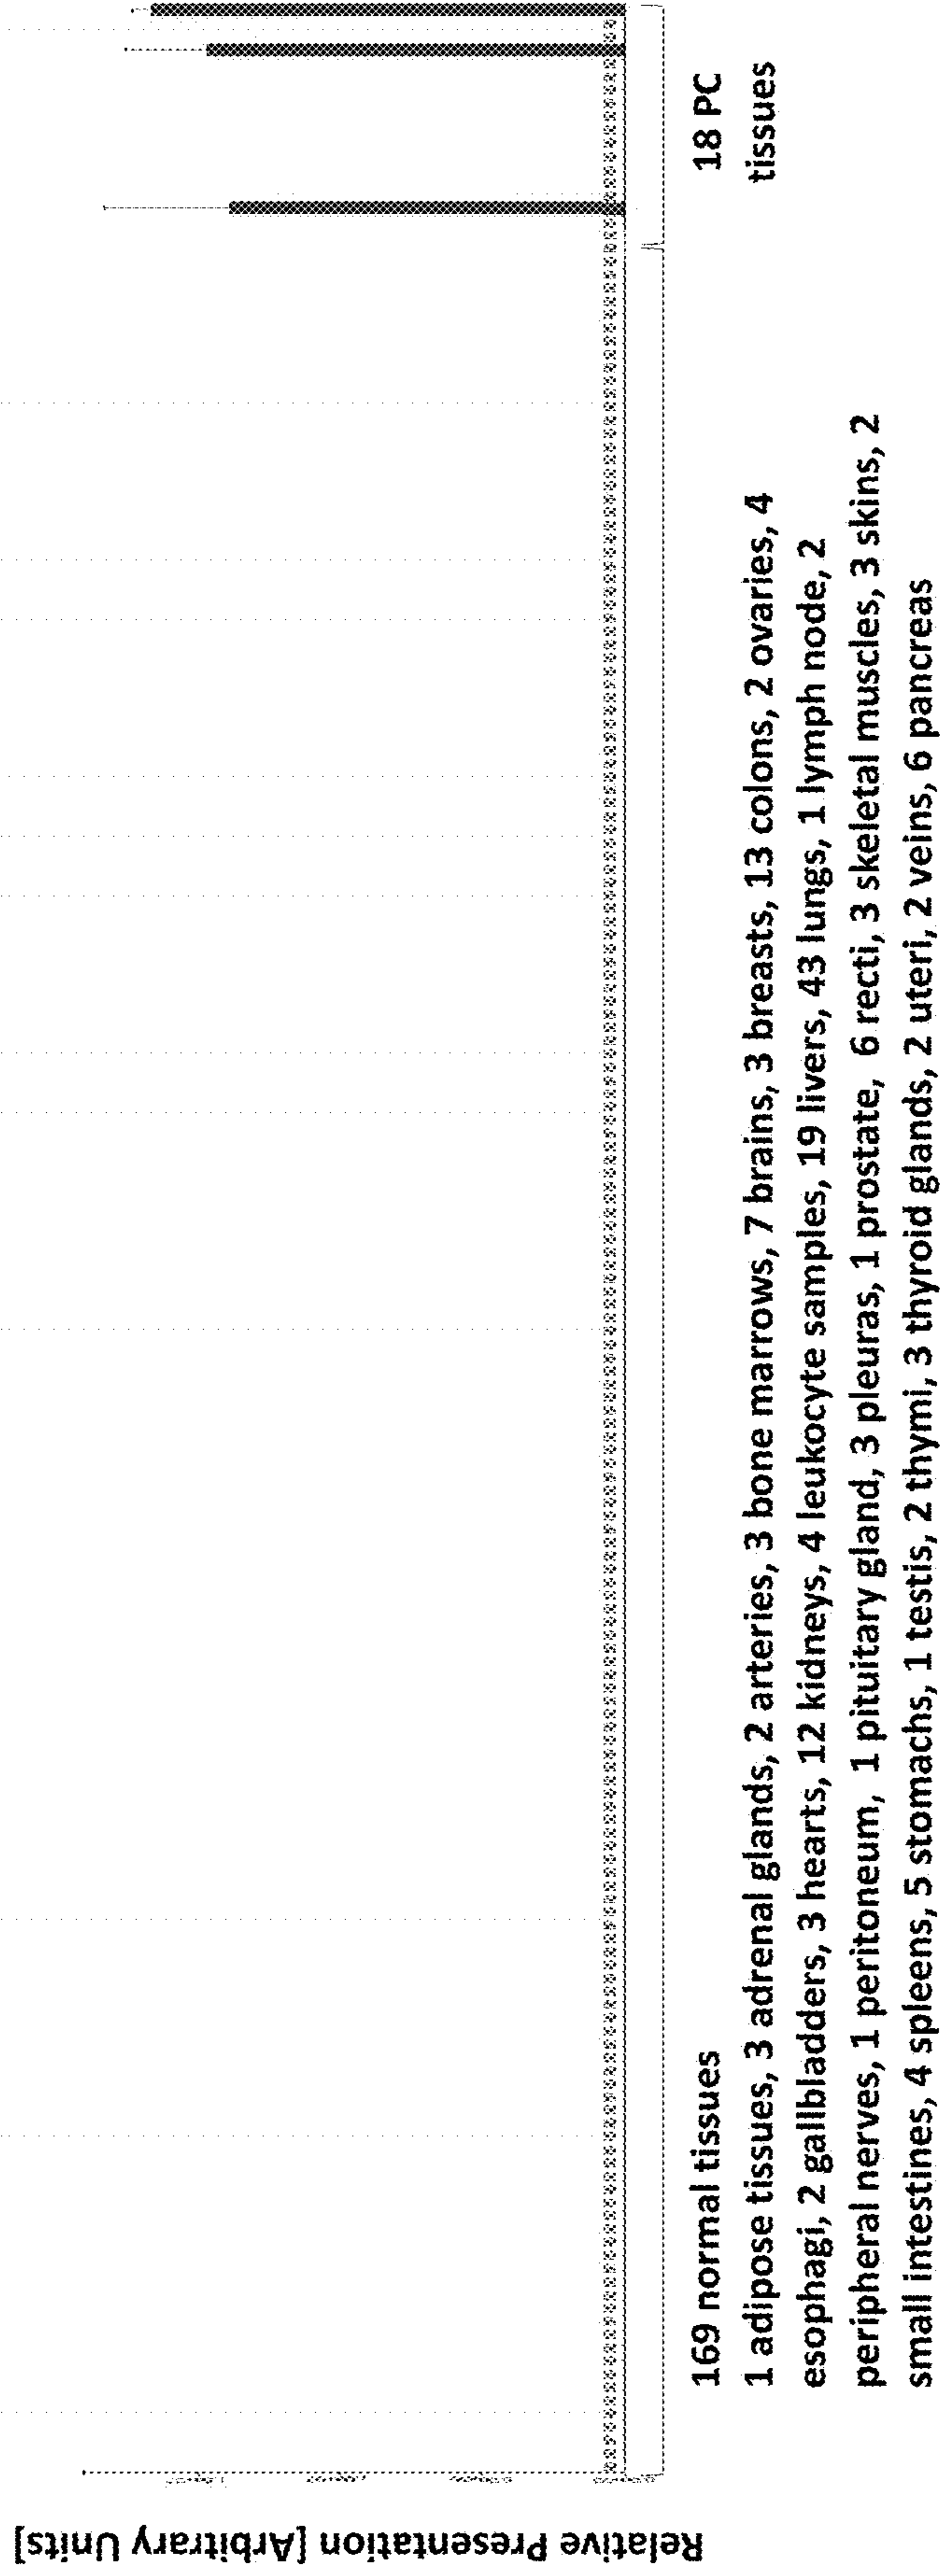 Relative Presentation [Arbitrary Units]
169 normal tissues
18 PC
tissues
1 adipose tissues, 3 adrenal glands, 2 arteries, 3 bone marrows, 7 brains, 3 breasts, 13 colons, 2 ovaries, 4
esophagi, 2 gallbladders, 3 hearts, 12 kidneys, 4 leukocyte samples, 19 livers, 43 lungs, 1 lymph node, 2
peripheral nerves, 1 peritoneum, 1 pituitary gland, 3 pleuras, 1 prostate, 6 recti, 3 skeletal muscles, 3 skins, 2
small intestines, 4 spleens, 5 stomachs, 1 testis, 2 thymi, 3 thyroid glands, 2 uteri, 2 veins, 6 pancreas